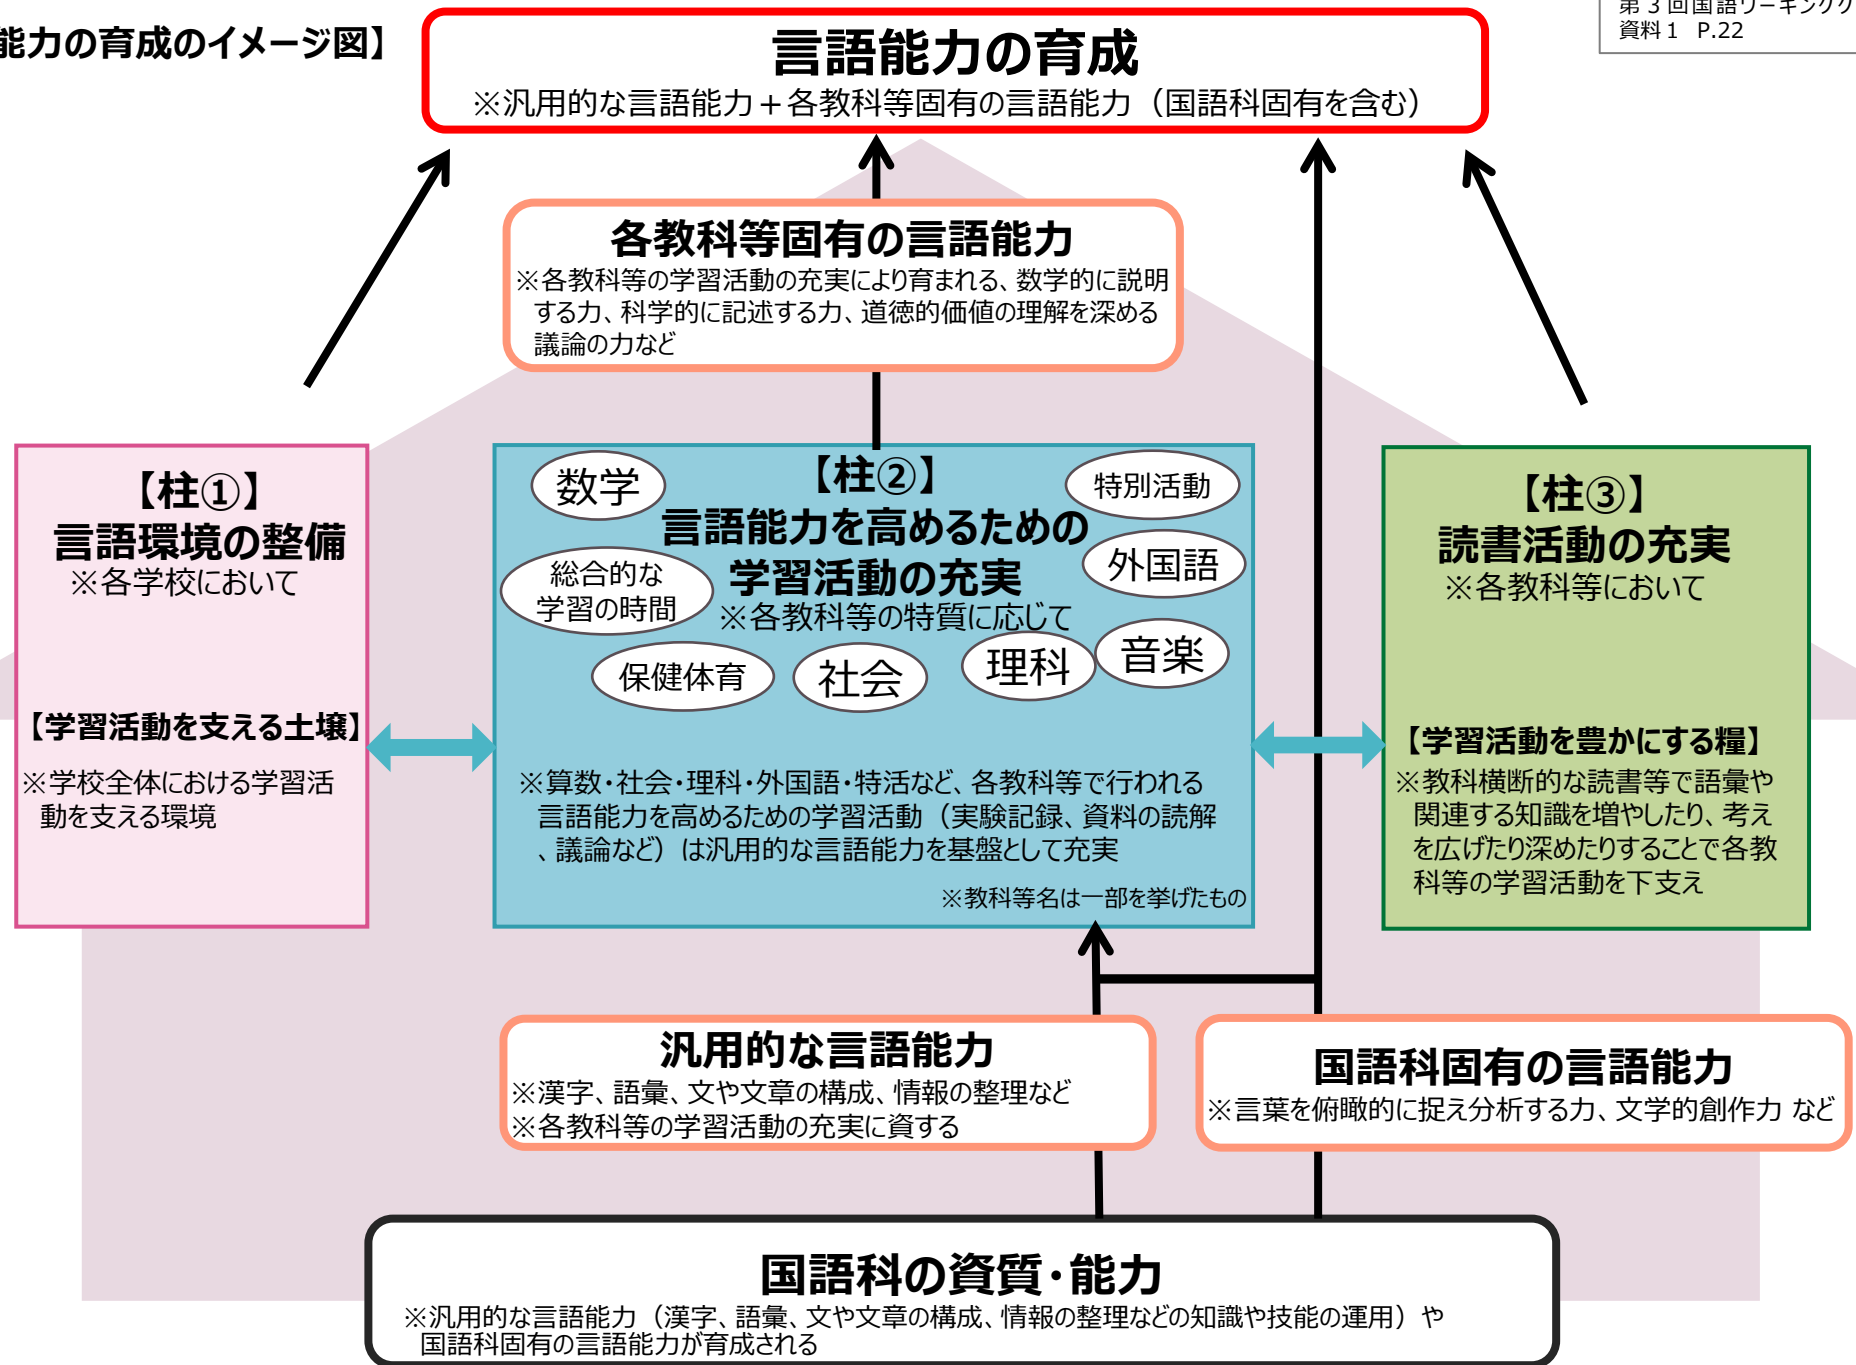 能力の育成のイメージ図】
資料1 P.22
言語能力の育成
※汎用的な言語能力＋各教科等固有の言語能力（国語科固有を含む）
各教科等固有の言語能力
※各教科等の学習活動の充実により育まれる、数学的に説明
する力、科学的に記述する力、道徳的価値の理解を深める
議論の力など
【柱①】
言語環境の整備
※各学校において
【学習活動を支える土壌】
※学校全体における学習活
動を支える環境
【柱②】
言語能力を高めるための
学習活動の充実
※各教科等の特質に応じて
数学
特別活動
総合的な
学習の時間
外国語
保健体育
社会
理科
音楽
※算数・社会・理科・外国語・特活など、各教科等で行われる
言語能力を高めるための学習活動（実験記録、資料の読解
、議論など）は汎用的な言語能力を基盤として充実
※教科等名は一部を挙げたもの
【柱③】
読書活動の充実
※各教科等において
【学習活動を豊かにする糧】
※教科横断的な読書等で語彙や
関連する知識を増やしたり、考え
を広げたり深めたりすることで各教
科等の学習活動を下支え
汎用的な言語能力
※漢字、語彙、文や文章の構成、情報の整理など
※各教科等の学習活動の充実に資する
国語科固有の言語能力
※言葉を俯瞰的に捉え分析する力、文学的創作力 など
国語科の資質・能力
※汎用的な言語能力（漢字、語彙、文や文章の構成、情報の整理などの知識や技能の運用）や
国語科固有の言語能力が育成される